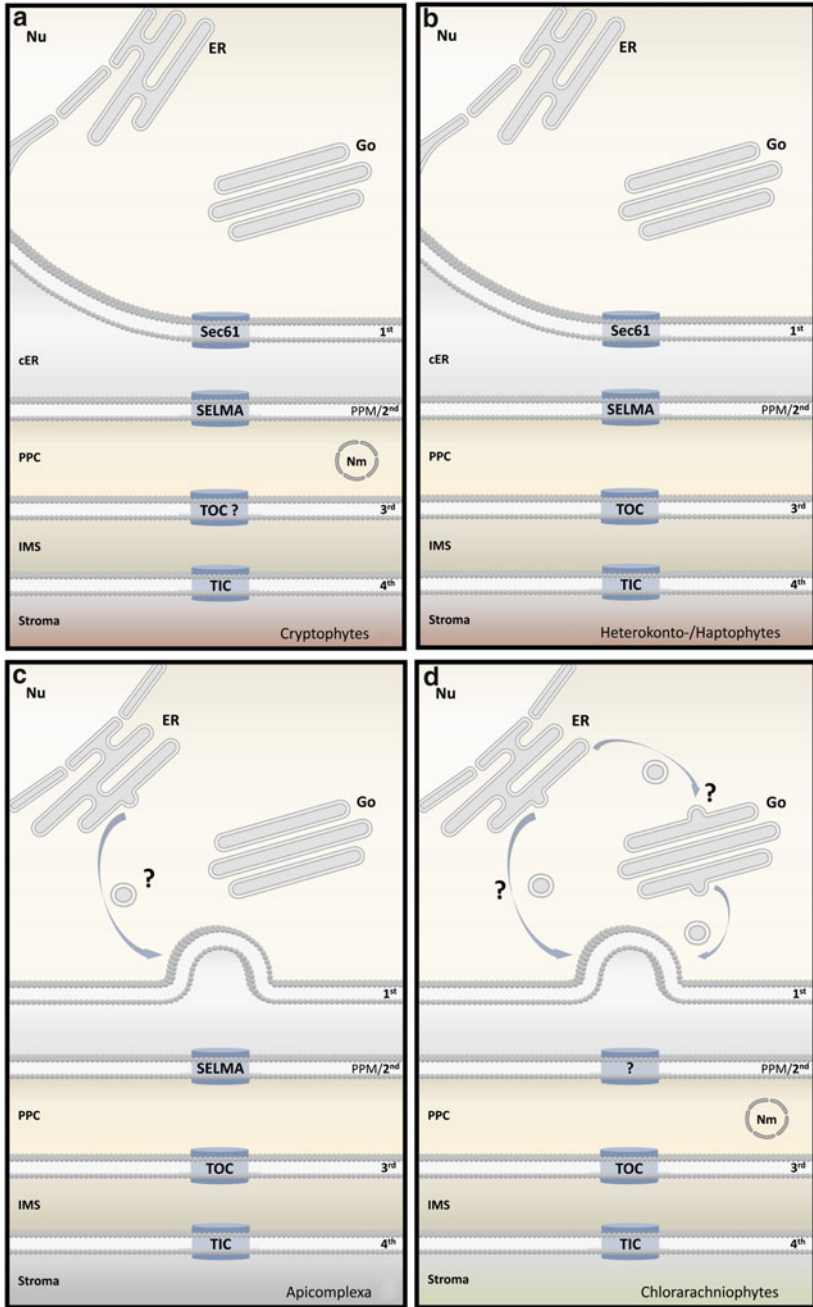 a
Nu
ER
Go
Sec61
1st
cER
SELMA
PPM/2nd
PPC
Nm
TOC ?
3rd
IMS
TIC
4th
Stroma
Cryptophytes
b
Nu
ER
Go
Sec61
1st
cER
SELMA
PPM/2nd
PPC
TOC
3rd
IMS
TIC
4th
Stroma
Heterokonto-/Haptophytes
c
Nu
ER
?
Go
1st
SELMA
PPM/2nd
PPC
TOC
3rd
IMS
TIC
4th
Stroma
Apicomplexa
d
Nu
ER
?
Go
?
1st
?
PPM/2nd
PPC
Nm
TOC
3rd
IMS
TIC
4th
Stroma
Chlorarachniophytes